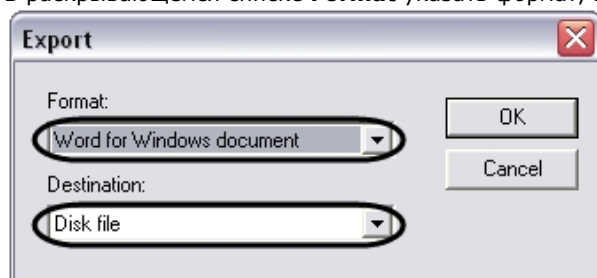 Export
Format:
Word for Windows document
OK
Destination:
Cancel
Disk file